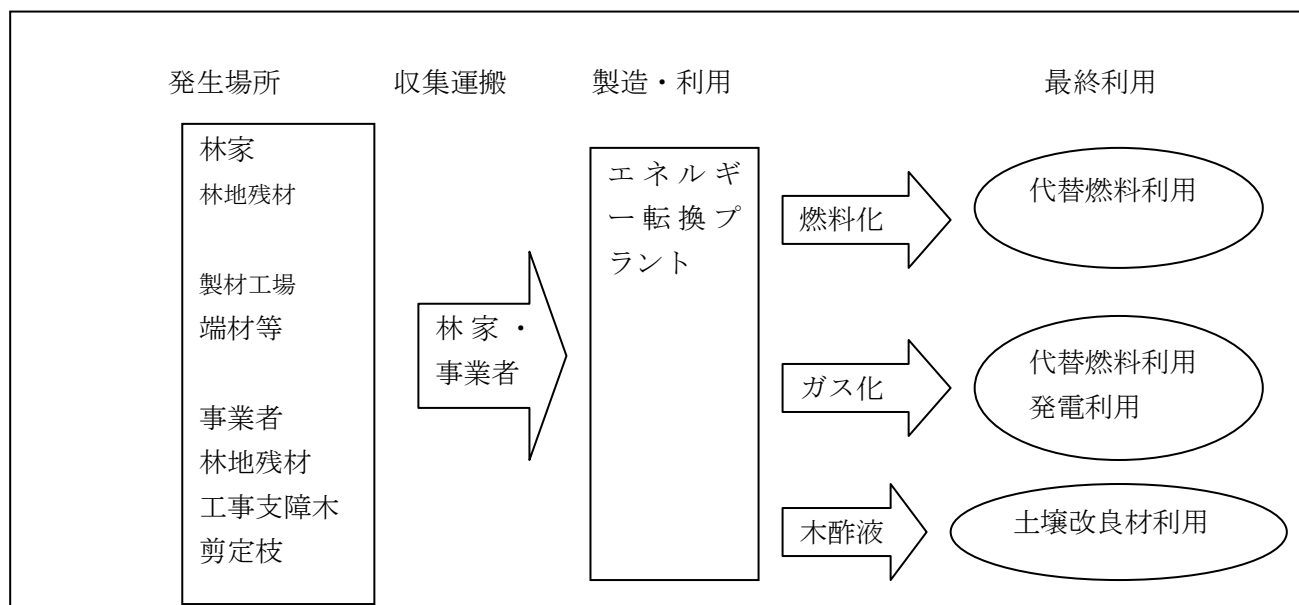 発生場所 収集運搬 製造・利用 最終利用
林家
林地残材
製材工場
端材等
事業者
林地残材
工事支障木
剪定枝
林家・
事業者
エネルギ
ー転換プ
ラント
燃料化
代替燃料利用
ガス化
代替燃料利用
発電利用
木酢液
土壌改良材利用